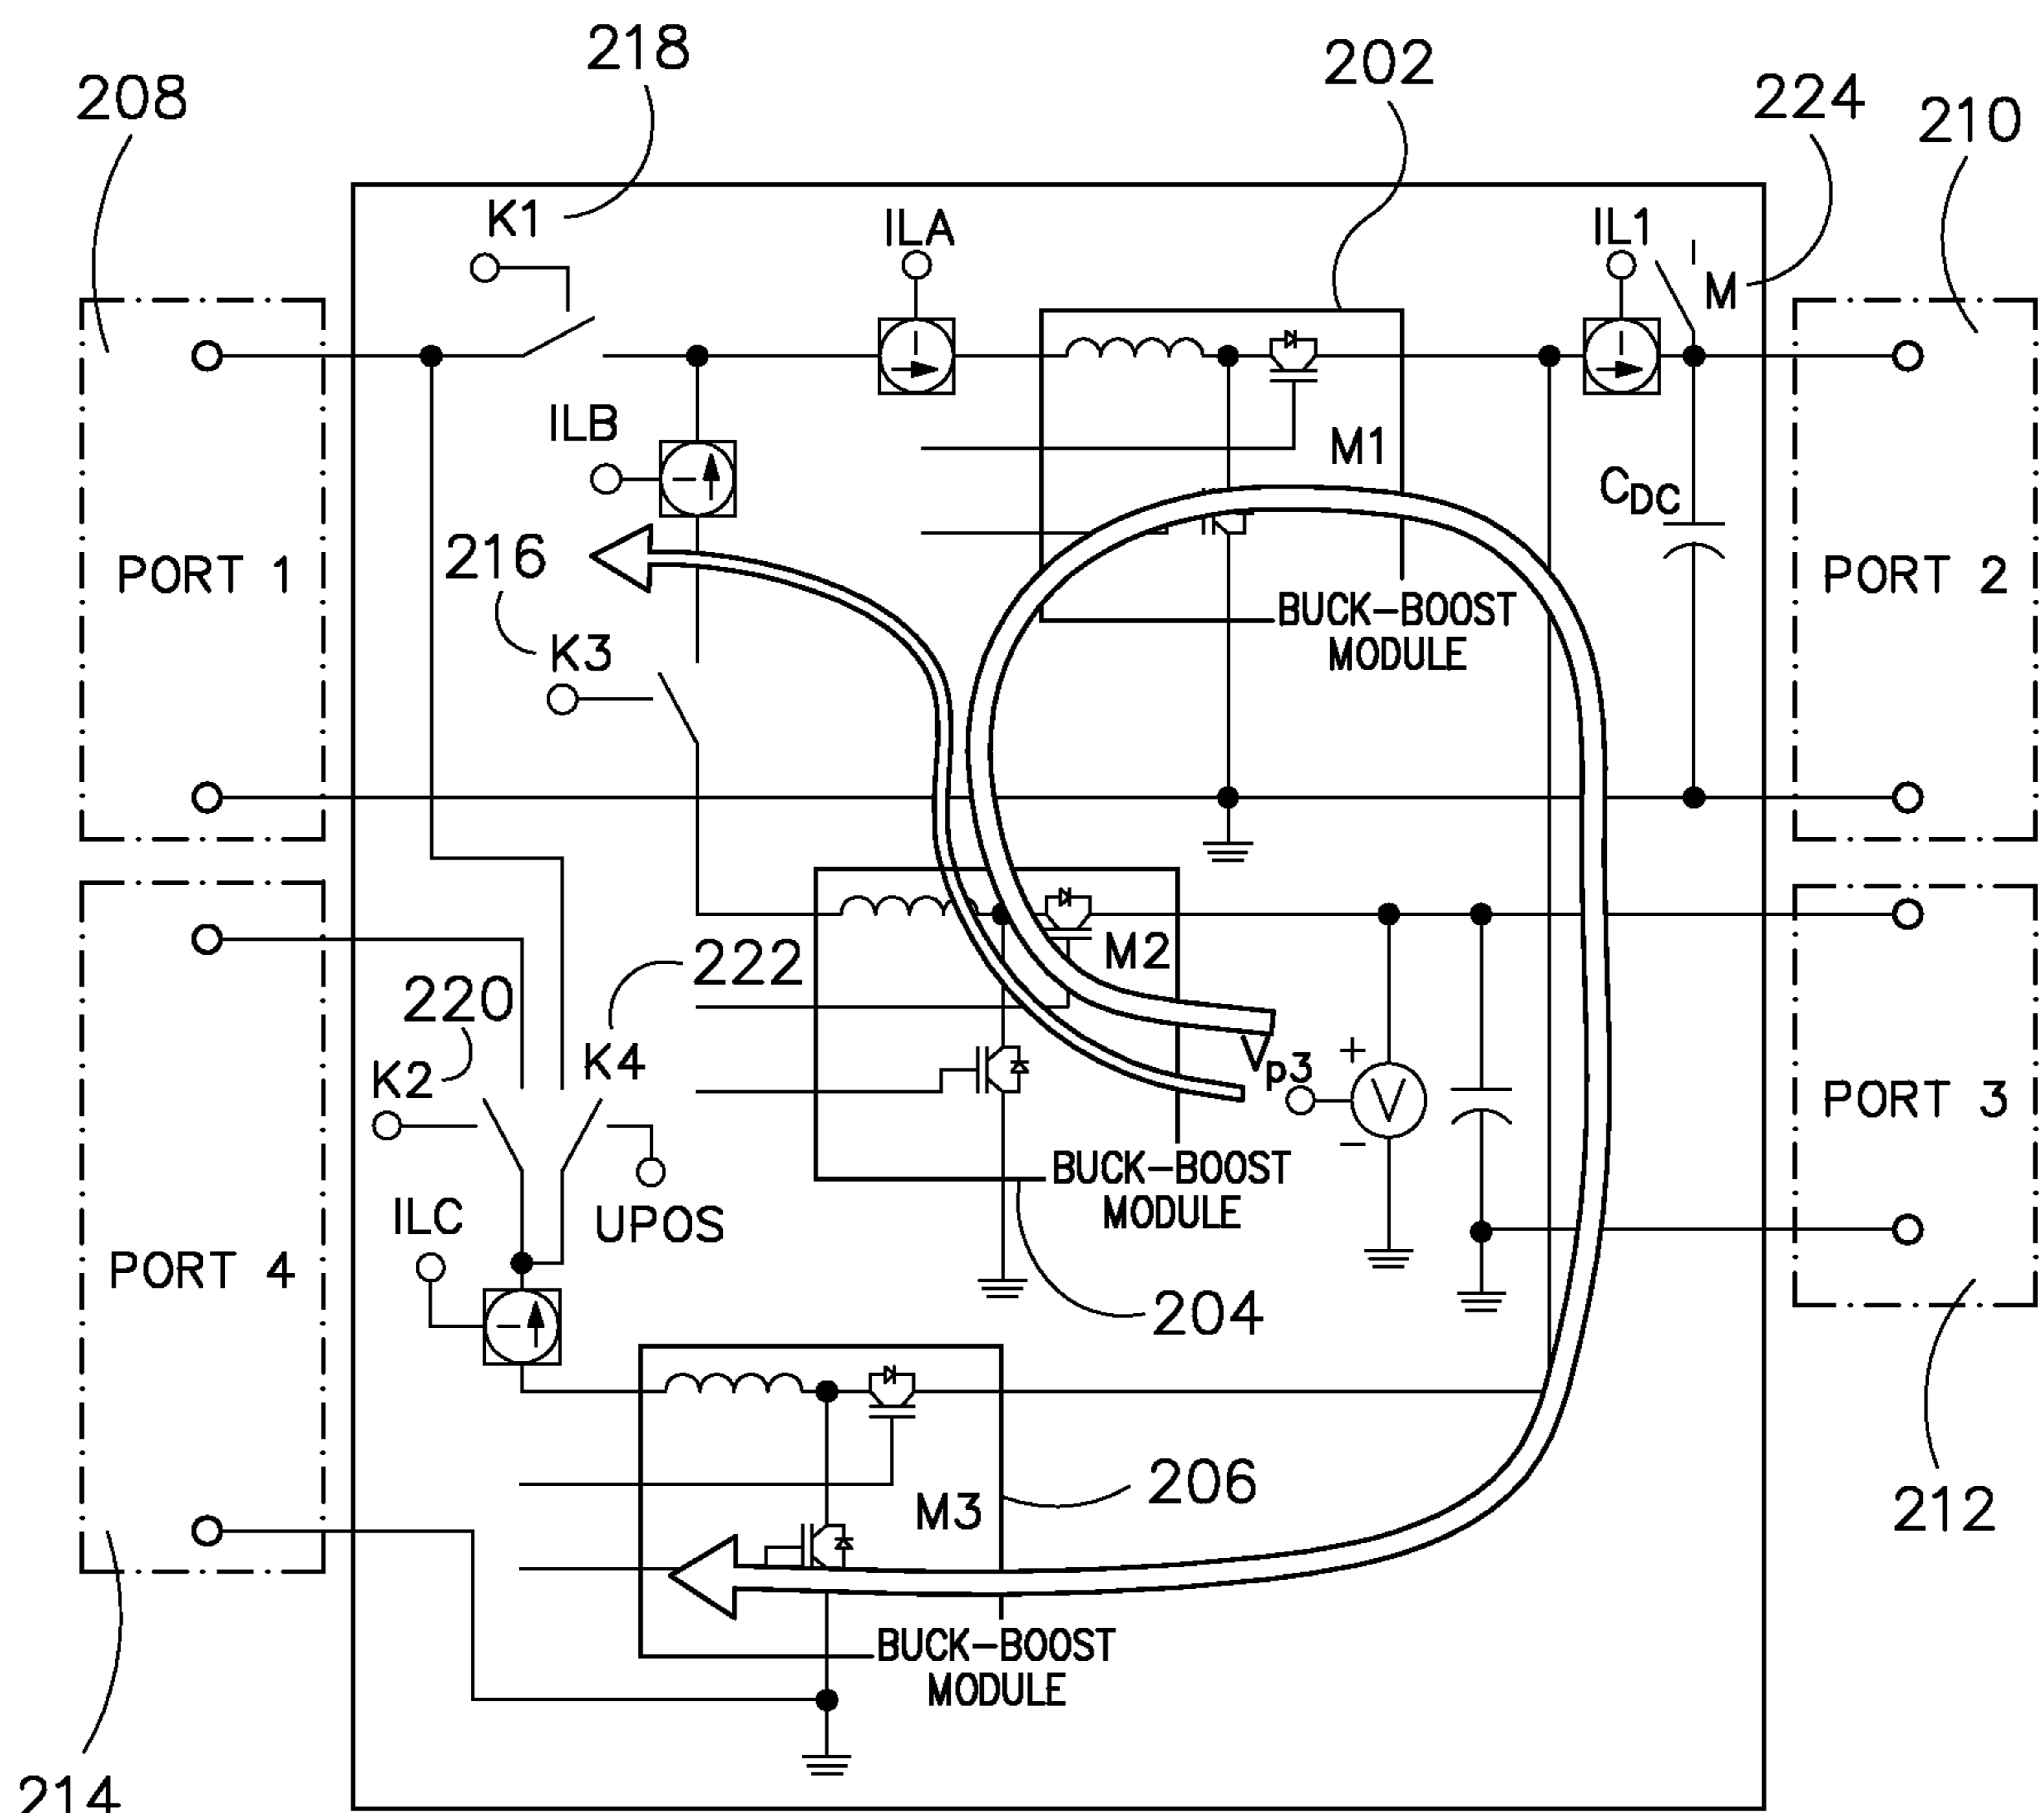 218
202
208
224
210
K1
ILA
IL1
M
ILB
M1
C_DC
216
PORT 1
PORT 2
BUCK-BOOST
MODULE
K3
M2
222
220
K4
K2
V_p3
+
V
−
PORT 3
BUCK-BOOST
MODULE
ILC
UPOS
PORT 4
204
206
M3
212
BUCK-BOOST
MODULE
214